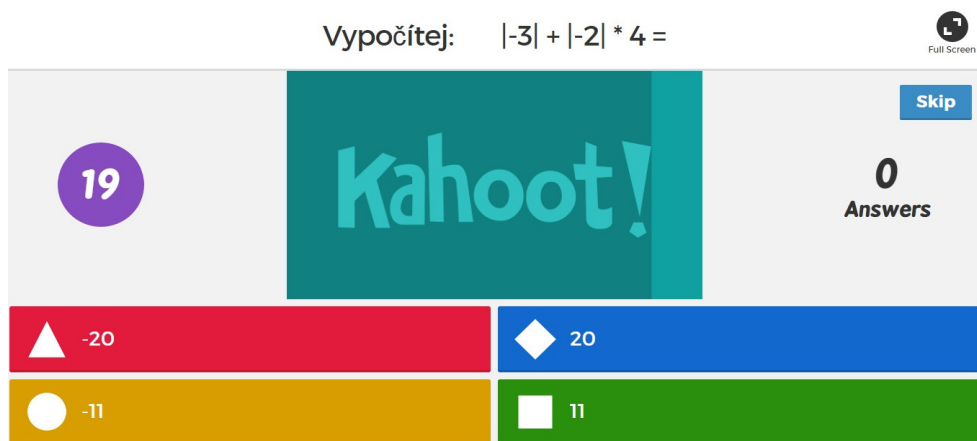 Vypočítej: |-3| + |-2| * 4 =
Full Screen
Skip
19
Kahoot!
0
Answers
-20
20
-11
11